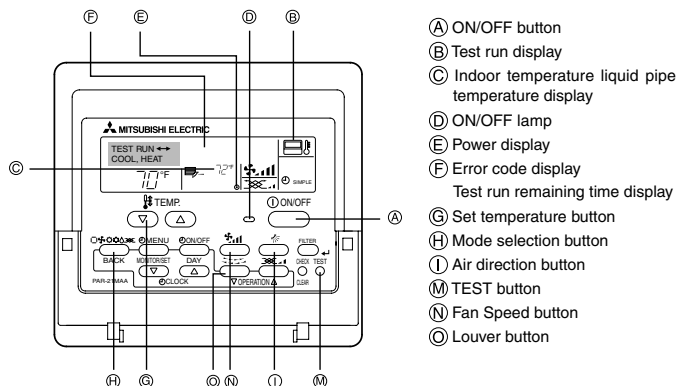 Ⓕ Ⓔ Ⓓ Ⓑ
MITSUBISHI ELECTRIC
TEST RUN ↔
COOL, HEAT
70°F
72°F
SIMPLE
Ⓒ
TEMP.
ON/OFF
Ⓐ
MENU ON/OFF FILTER
BACK MONITOR/SET DAY CHECK TEST
PAR-21MAA CLOCK ▽ OPERATION △ CLEAR
Ⓗ Ⓖ Ⓞ Ⓝ Ⓘ Ⓜ
Ⓐ ON/OFF button
Ⓑ Test run display
Ⓒ Indoor temperature liquid pipe
temperature display
Ⓓ ON/OFF lamp
Ⓔ Power display
Ⓕ Error code display
Test run remaining time display
Ⓖ Set temperature button
Ⓗ Mode selection button
Ⓘ Air direction button
Ⓜ TEST button
Ⓝ Fan Speed button
Ⓞ Louver button